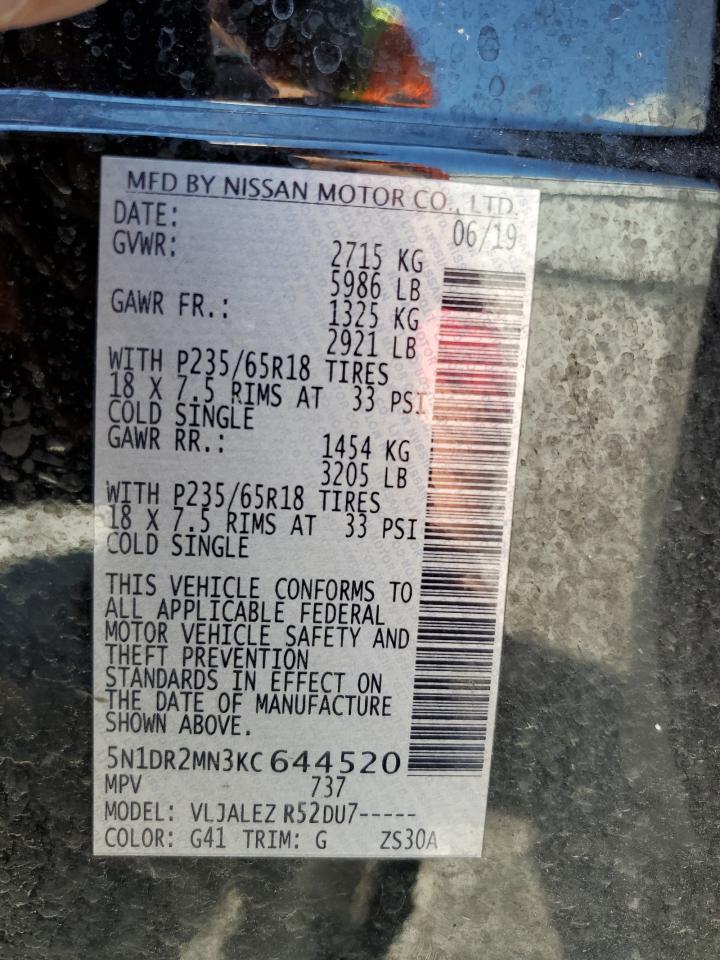 MFD BY NISSAN MOTOR CO., LTD.
DATE: 06/19
GVWR: 2715 KG
5986 LB
GAWR FR.: 1325 KG
2921 LB
WITH P235/65R18 TIRES
18 X 7.5 RIMS AT 33 PSI
COLD SINGLE
GAWR RR.: 1454 KG
3205 LB
WITH P235/65R18 TIRES
18 X 7.5 RIMS AT 33 PSI
COLD SINGLE
THIS VEHICLE CONFORMS TO
ALL APPLICABLE FEDERAL
MOTOR VEHICLE SAFETY AND
THEFT PREVENTION
STANDARDS IN EFFECT ON
THE DATE OF MANUFACTURE
SHOWN ABOVE.
5N1DR2MN3KC644520
MPV 737
MODEL: VLJALEZ R52DU7-----
COLOR: G41 TRIM: G ZS30A